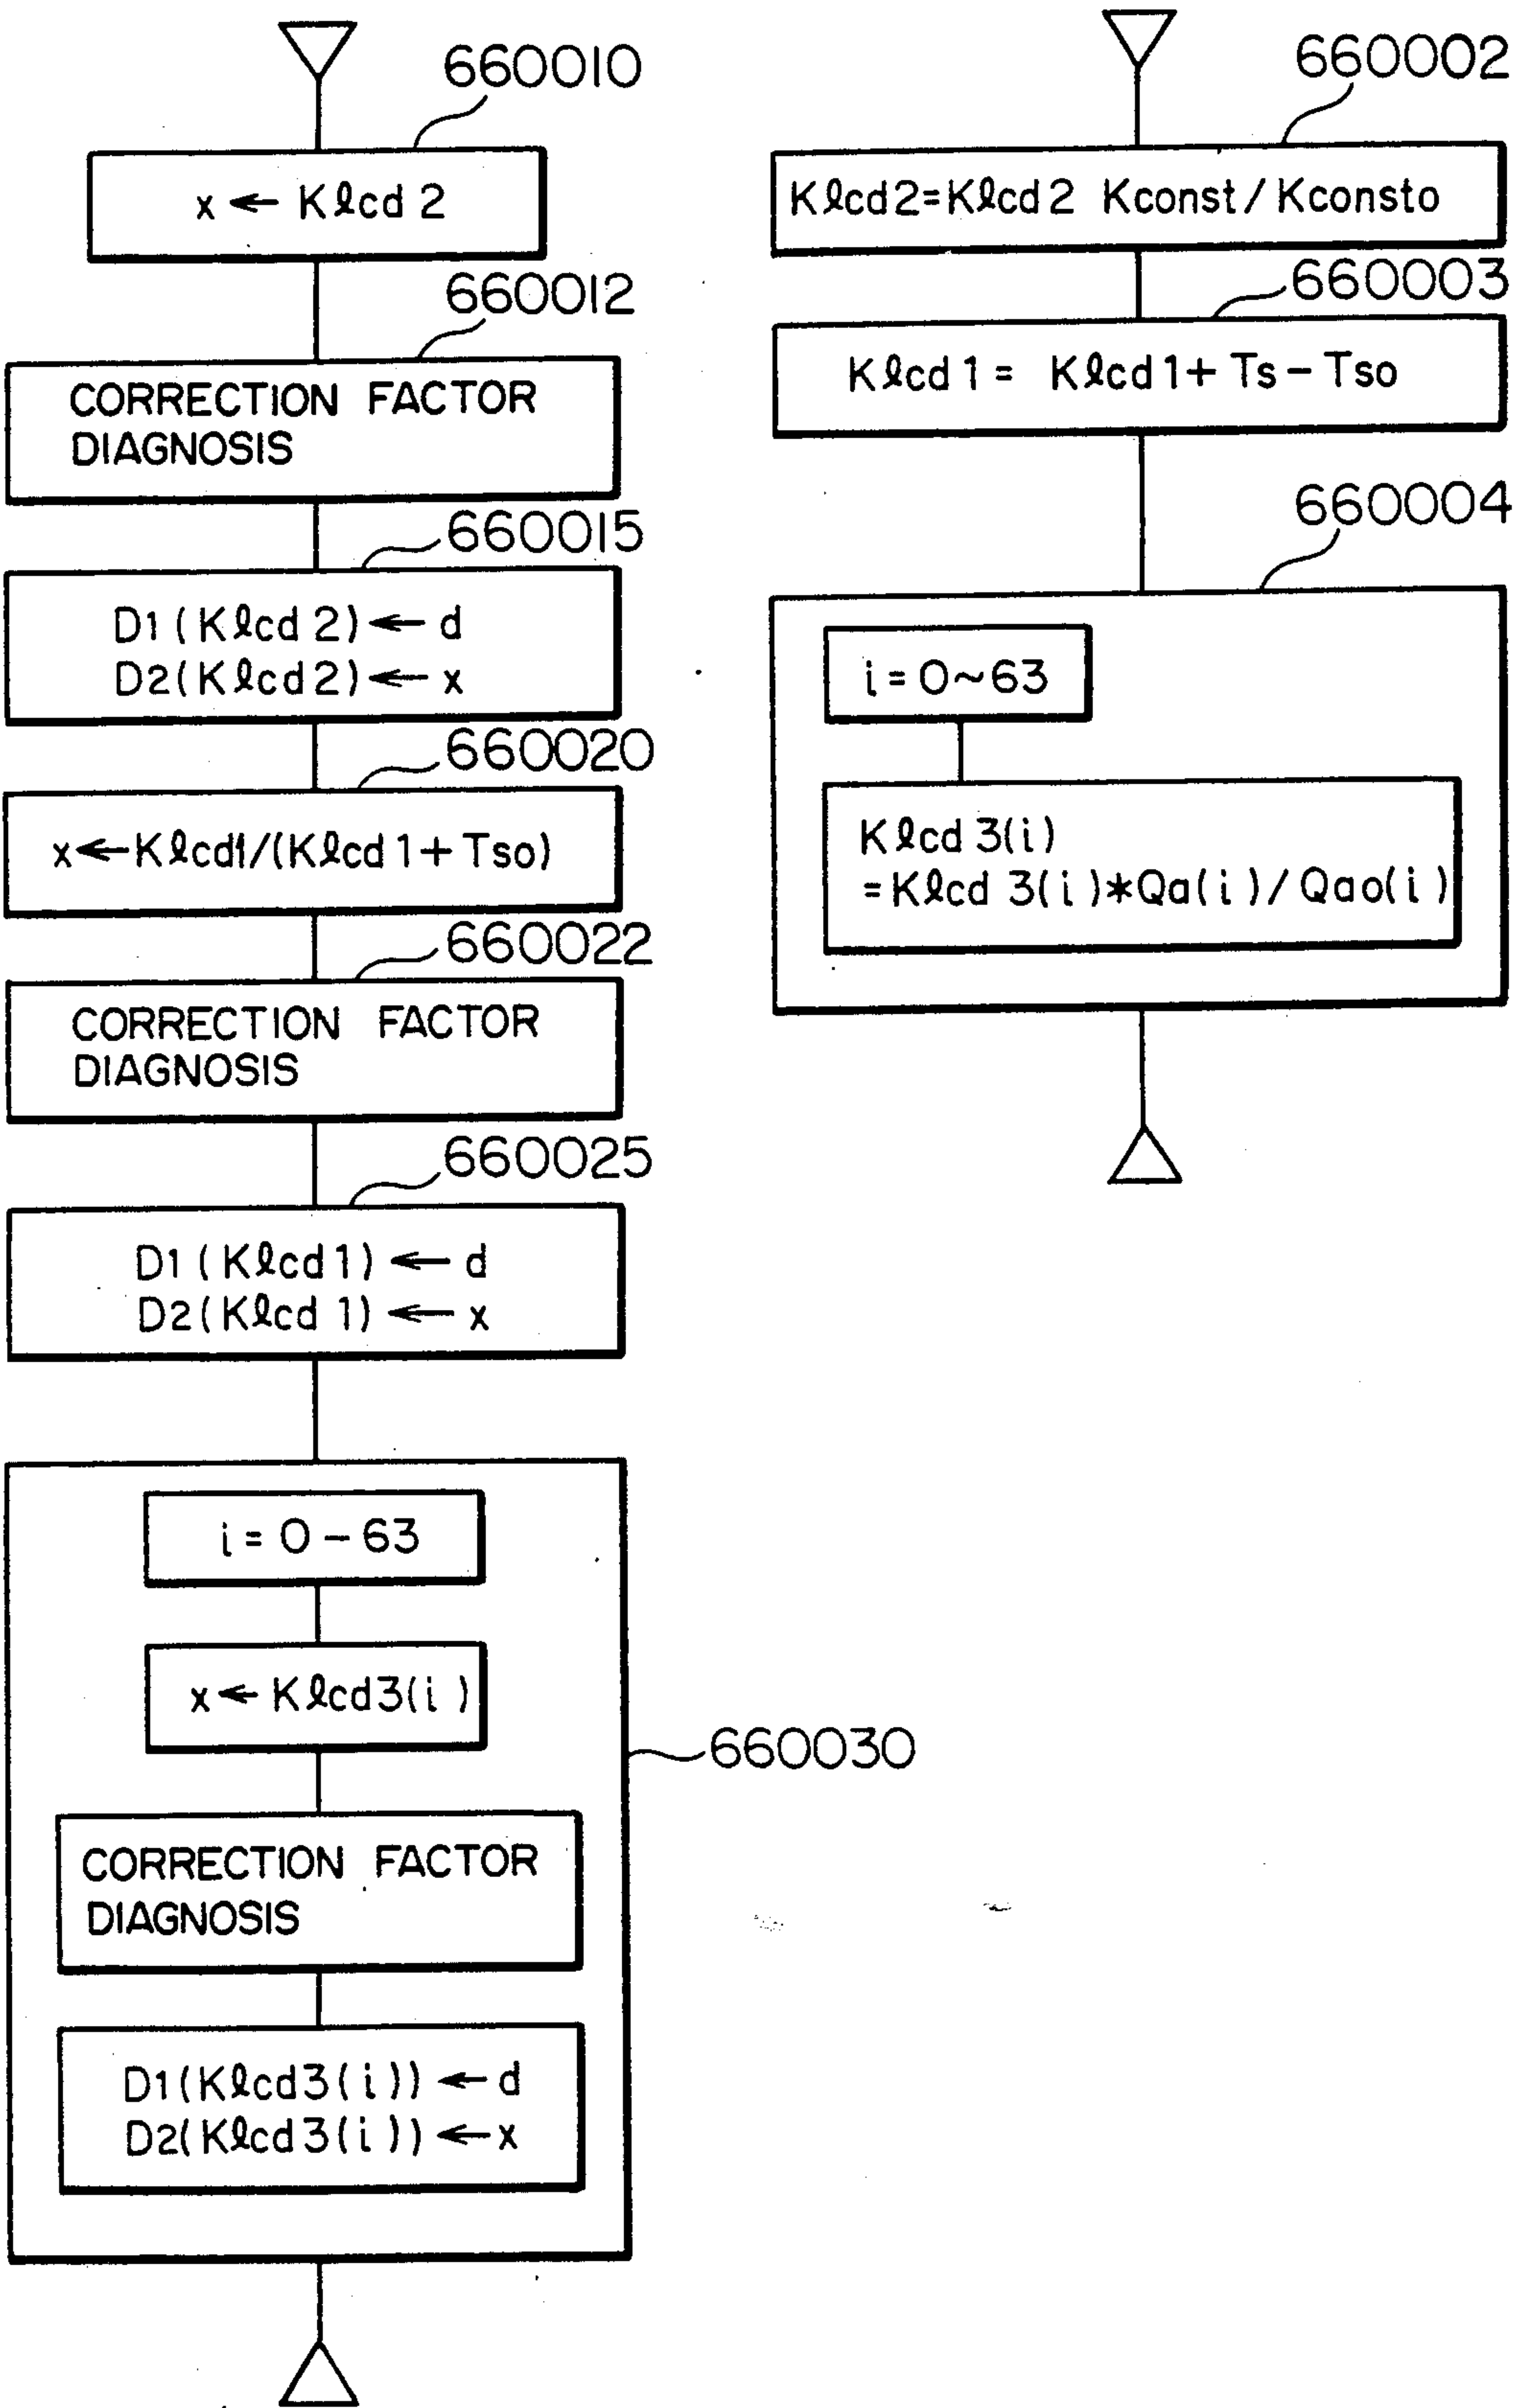 660010
x ← Kℓcd 2
660012
CORRECTION FACTOR
DIAGNOSIS
660015
D1 (Kℓcd 2) ← d
D2 (Kℓcd 2) ← x
660020
x ← Kℓcd1/(Kℓcd 1 + Tso)
660022
CORRECTION FACTOR
DIAGNOSIS
660025
D1 (Kℓcd 1) ← d
D2 (Kℓcd 1) ← x
i = 0 – 63
x ← Kℓcd3(i)
CORRECTION FACTOR
DIAGNOSIS
D1(Kℓcd3(i)) ← d
D2(Kℓcd3(i)) ← x
660030
660002
Kℓcd2=Kℓcd2 Kconst/Kconsto
660003
Kℓcd 1 = Kℓcd 1 + Ts – Tso
660004
i = 0~63
Kℓcd 3(i)
=Kℓcd 3(i)*Qa(i)/Qao(i)